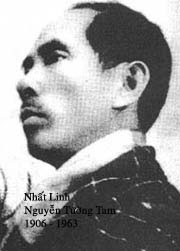 Nhất Linh
Nguyễn Tường Tam
1906 - 1963